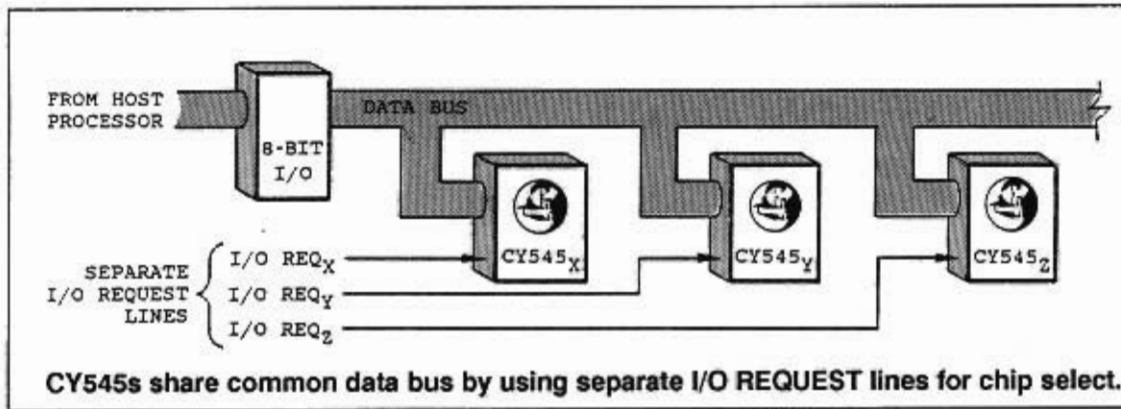 FROM HOST
PROCESSOR
8-BIT
I/O
DATA BUS
CY545X
CY545Y
CY545Z
SEPARATE
I/O REQUEST
LINES
I/O REQX
I/O REQY
I/O REQZ
CY545s share common data bus by using separate I/O REQUEST lines for chip select.